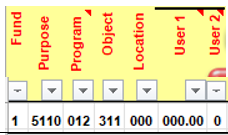 Fund Purpose Program Object Location User 1 User 2
1 5110 012 311 000 000.00 0